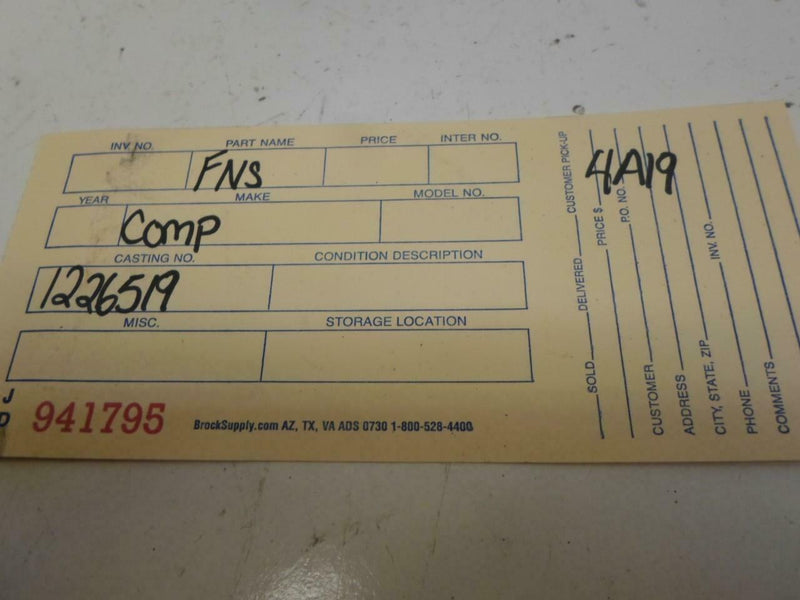 INV NO. PART NAME PRICE INTER NO.
FNS
YEAR MAKE MODEL NO.
Comp
CASTING NO. CONDITION DESCRIPTION
1226519
MISC. STORAGE LOCATION
J
D
941795 BrockSupply.com AZ, TX, VA ADS 0730 1-800-528-4400
4A19
SOLD DELIVERED CUSTOMER PICK-UP
PRICE $
P.O. NO.
CUSTOMER
ADDRESS
CITY, STATE, ZIP INV. NO.
PHONE
COMMENTS